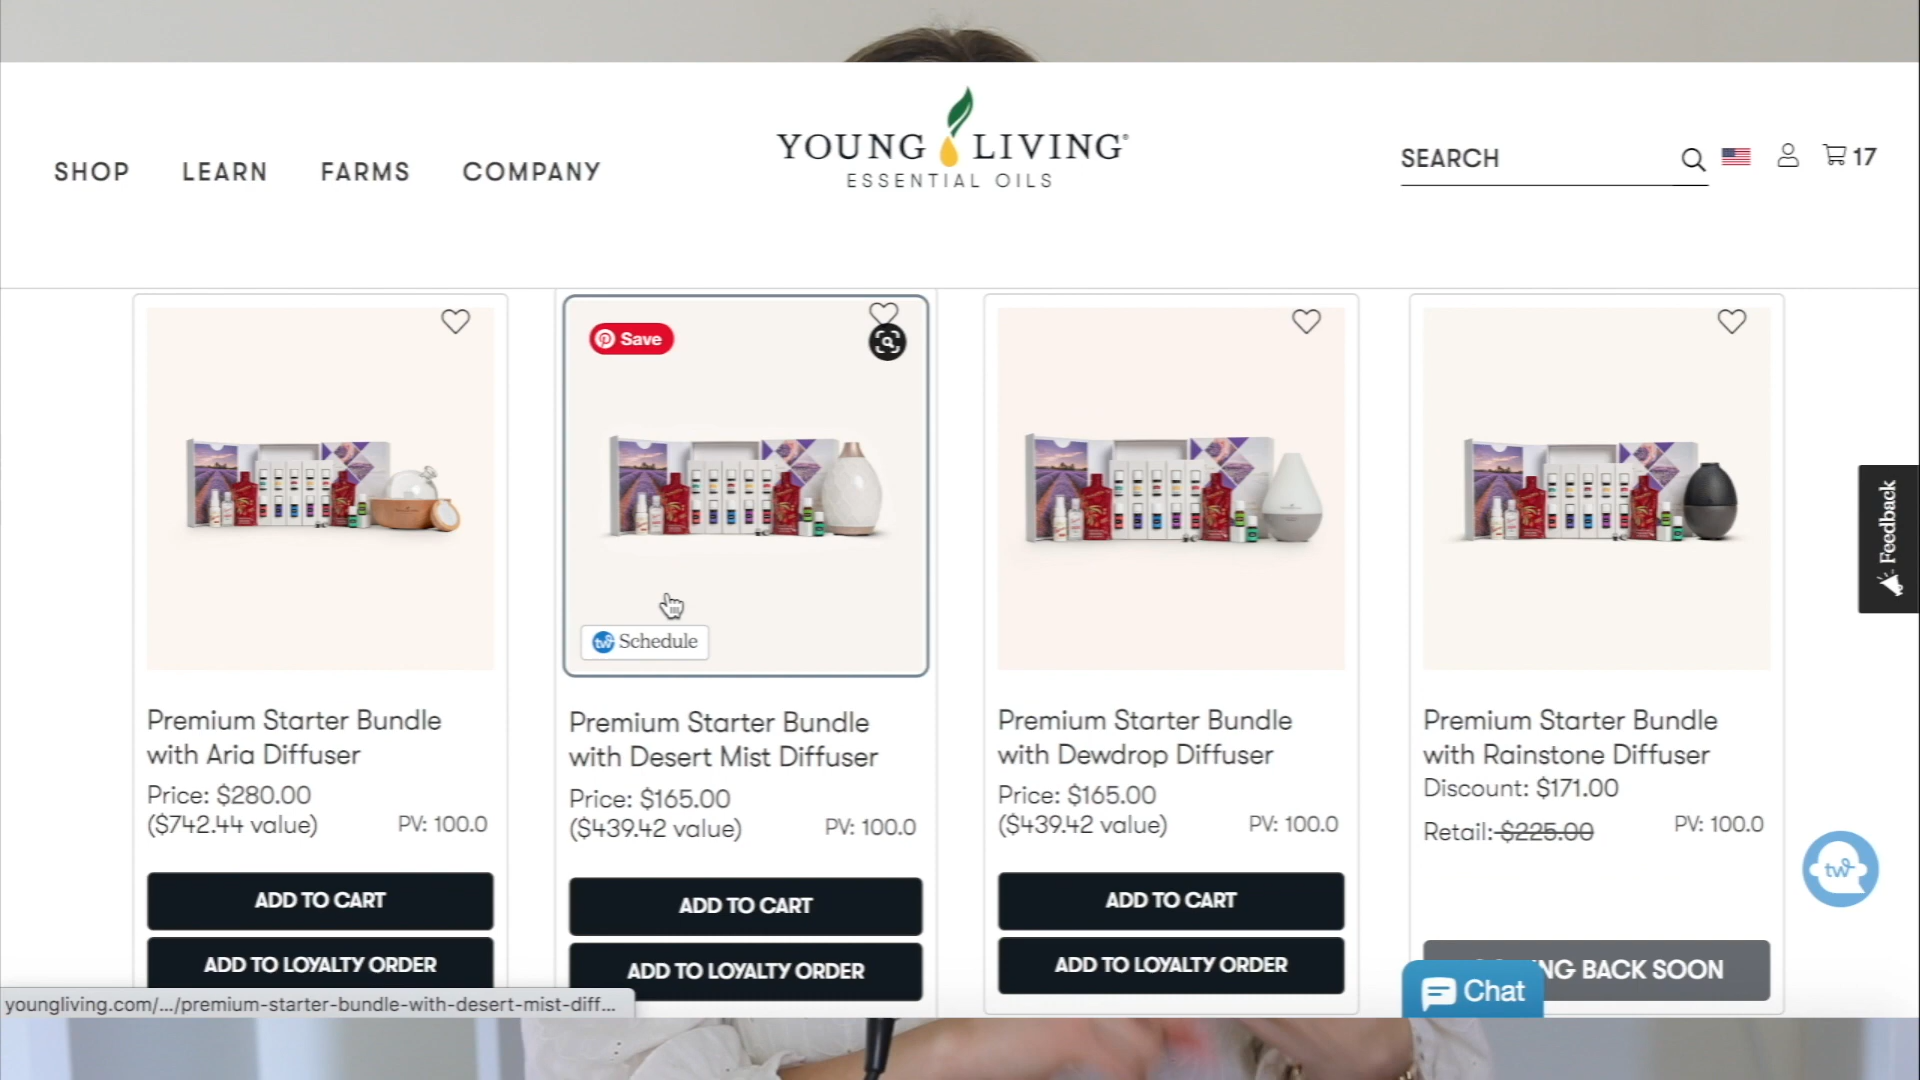 SHOP
LEARN
FARMS
COMPANY
YOUNG LIVING
ESSENTIAL OILS
SEARCH
17
Save
tw
Schedule
Premium Starter Bundle
with Aria Diffuser
Price: $280.00
($742.44 value)
PV: 100.0
ADD TO CART
ADD TO LOYALTY ORDER
Premium Starter Bundle
with Desert Mist Diffuser
Price: $165.00
($439.42 value)
PV: 100.0
ADD TO CART
ADD TO LOYALTY ORDER
Premium Starter Bundle
with Dewdrop Diffuser
Price: $165.00
($439.42 value)
PV: 100.0
ADD TO CART
ADD TO LOYALTY ORDER
Premium Starter Bundle
with Rainstone Diffuser
Discount: $171.00
Retail: $225.00
PV: 100.0
BACK SOON
Feedback
tw
Chat
youngliving.com/.../premium-starter-bundle-with-desert-mist-diff...